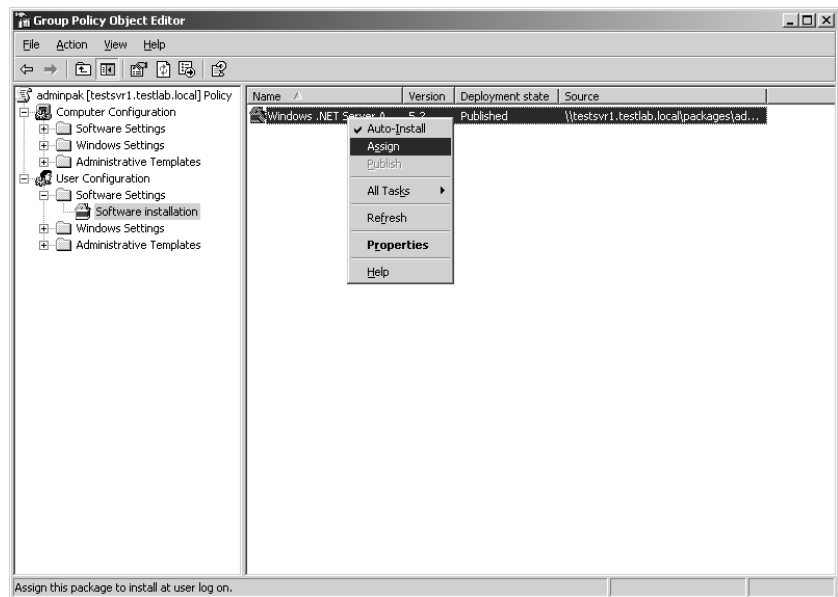 Group Policy Object Editor
File Action View Help
adminpak [testsvr1.testlab.local] Policy
Computer Configuration
Software Settings
Windows Settings
Administrative Templates
User Configuration
Software Settings
Software installation
Windows Settings
Administrative Templates
Name Version Deployment state Source
Windows .NET Server A... 5.2 Published \\testsvr1.testlab.local\packages\ad...
Auto-Install
Assign
Publish
All Tasks
Refresh
Properties
Help
Assign this package to install at user log on.